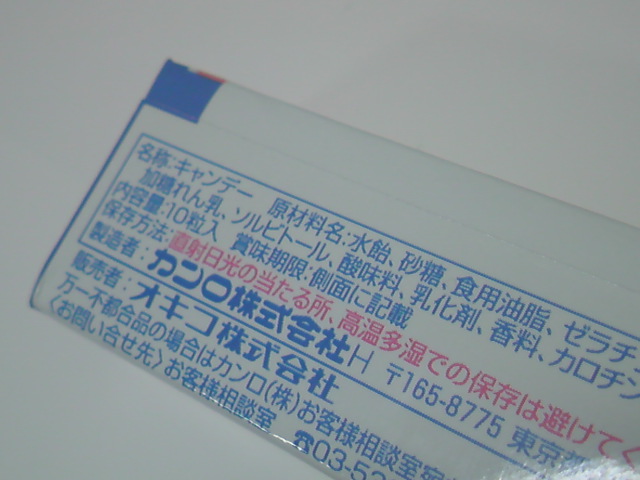 名称:キャンデー 原材料名:水飴、砂糖、食用油脂、ゼラチ
加糖れん乳、ソルビトール、酸味料、乳化剤、香料、カロチン
内容量:10粒入 賞味期限:側面に記載
保存方法:直射日光の当たる所、高温多湿での保存は避けてく
製造者:カンロ株式会社H 〒165-8775 東京
販売者:オキコ株式会社
万一不都合品の場合はカンロ(株)お客様相談室
〈お問い合せ先〉お客様相談室 ☎03-53